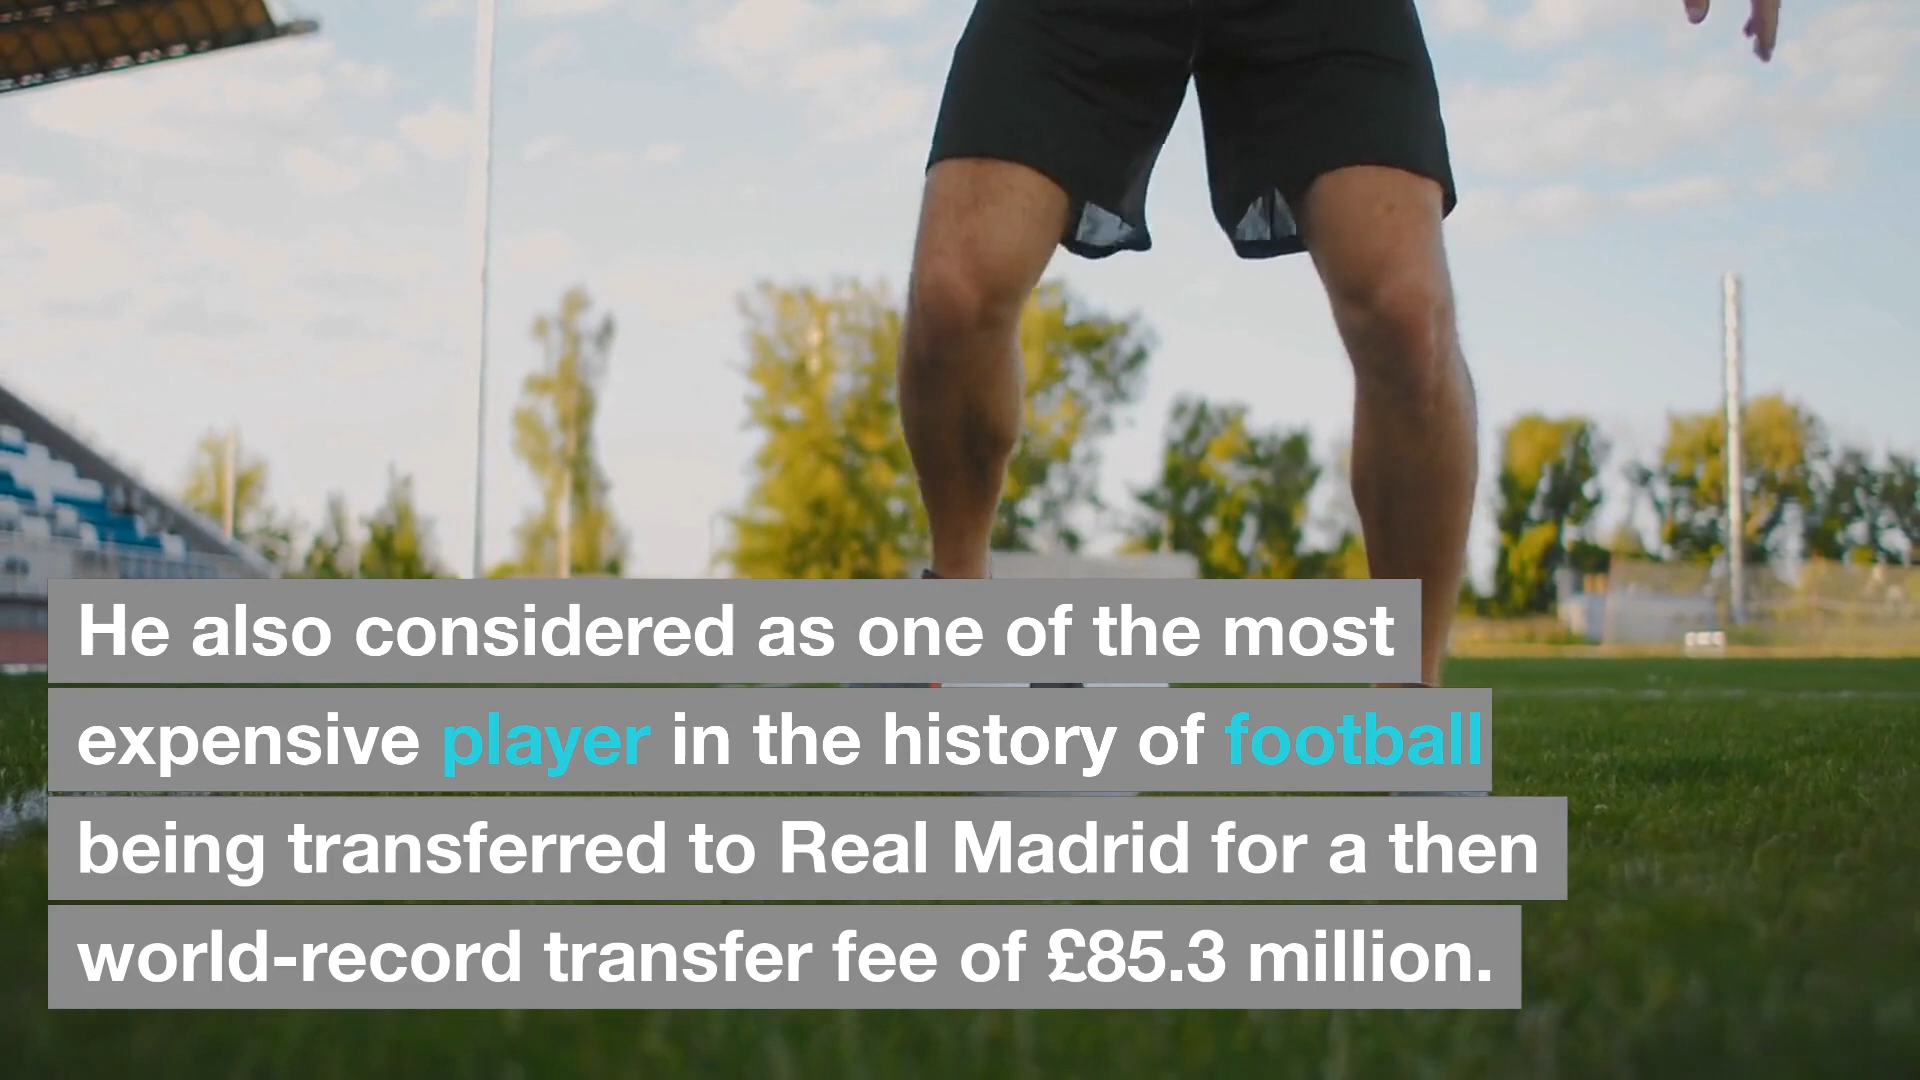 He also considered as one of the most
expensive player in the history of football
being transferred to Real Madrid for a then
world-record transfer fee of £85.3 million.